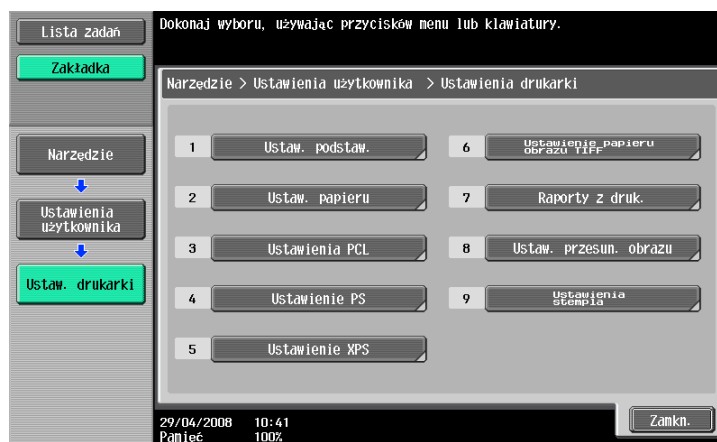 Lista zadań
Zakładka
Dokonaj wyboru, używając przycisków menu lub klawiatury.
Narzędzie > Ustawienia użytkownika > Ustawienia drukarki
Narzędzie
Ustawienia
użytkownika
Ustaw. drukarki
1 Ustaw. podstaw.
2 Ustaw. papieru
3 Ustawienia PCL
4 Ustawienie PS
5 Ustawienie XPS
6 Ustawienie papieru
obrazu TIFF
7 Raporty z druk.
8 Ustaw. przesun. obrazu
9 Ustawienia
stempla
29/04/2008 10:41
Pamięć 100%
Zamkn.